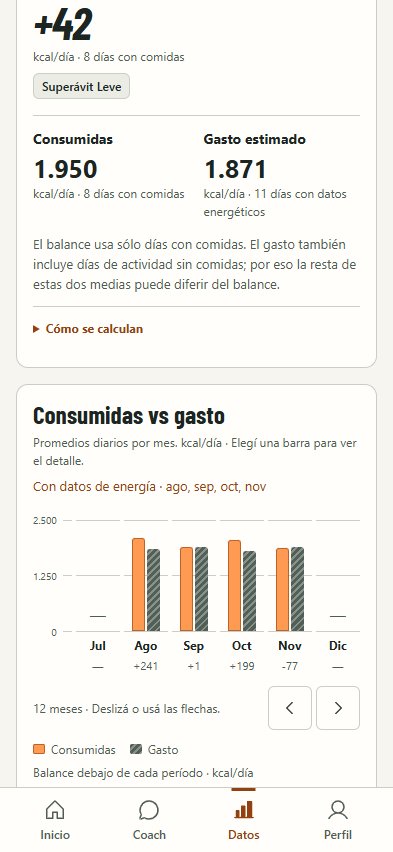 +42
kcal/día · 8 días con comidas
Superávit Leve
Consumidas
Gasto estimado
1.950
1.871
kcal/día · 8 días con comidas
kcal/día · 11 días con datos
energéticos
El balance usa sólo días con comidas. El gasto también
incluye días de actividad sin comidas; por eso la resta de
estas dos medias puede diferir del balance.
Cómo se calculan
Consumidas vs gasto
Promedios diarios por mes. kcal/día · Elegí una barra para ver
el detalle.
Con datos de energía · ago, sep, oct, nov
2.500
1.250
0
Jul Ago Sep Oct Nov Dic
— +241 +1 +199 -77 —
12 meses · Deslizá o usá las flechas.
Consumidas Gasto
Balance debajo de cada período · kcal/día
Inicio Coach Datos Perfil